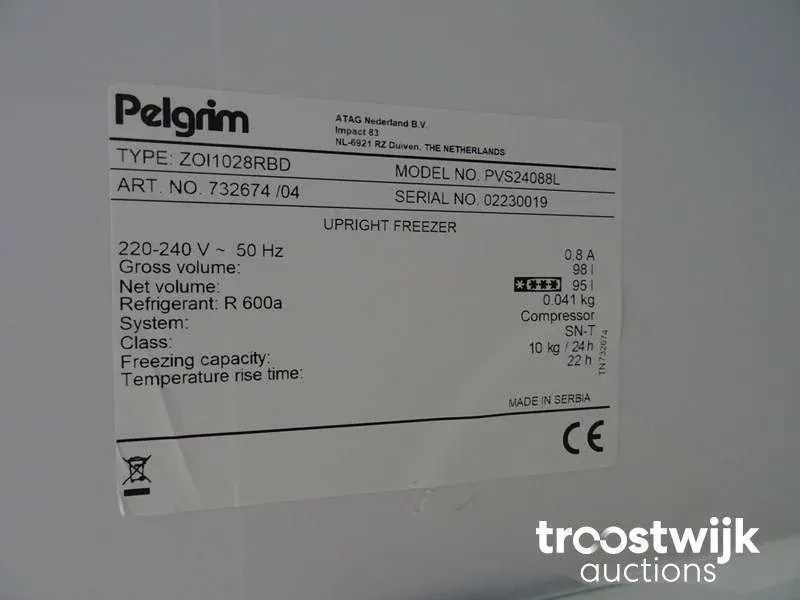 Pelgrim
ATAG Nederland B.V.
Impact 83
NL-6921 RZ Duiven, THE NETHERLANDS
TYPE: ZOI1028RBD MODEL NO. PVS24088L
ART. NO. 732674 /04 SERIAL NO. 02230019
UPRIGHT FREEZER
220-240 V ~ 50 Hz 0,8 A
Gross volume: 98 l
Net volume: 95 l
Refrigerant: R 600a 0.041 kg
System: Compressor
Class: SN-T
Freezing capacity: 10 kg / 24 h
Temperature rise time: 22 h
TN732674
MADE IN SERBIA
CE
troostwijk
auctions